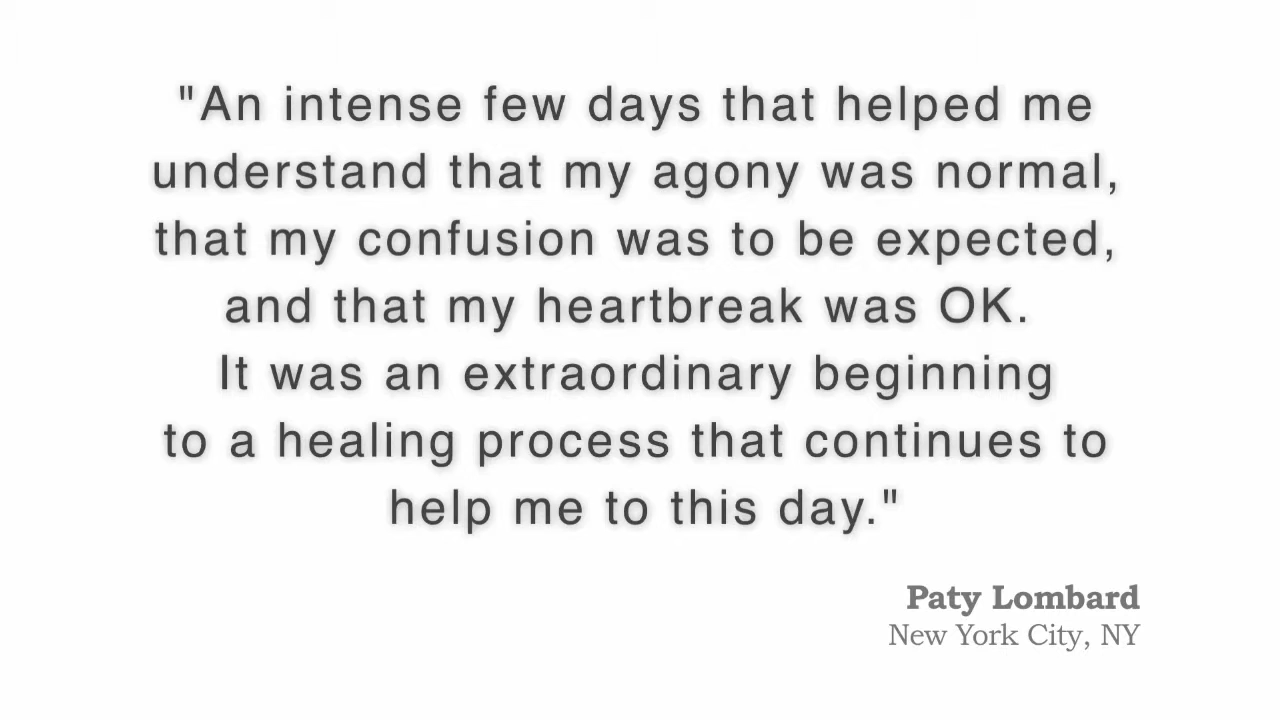 "An intense few days that helped me
understand that my agony was normal,
that my confusion was to be expected,
and that my heartbreak was OK.
It was an extraordinary beginning
to a healing process that continues to
help me to this day."
Paty Lombard
New York City, NY